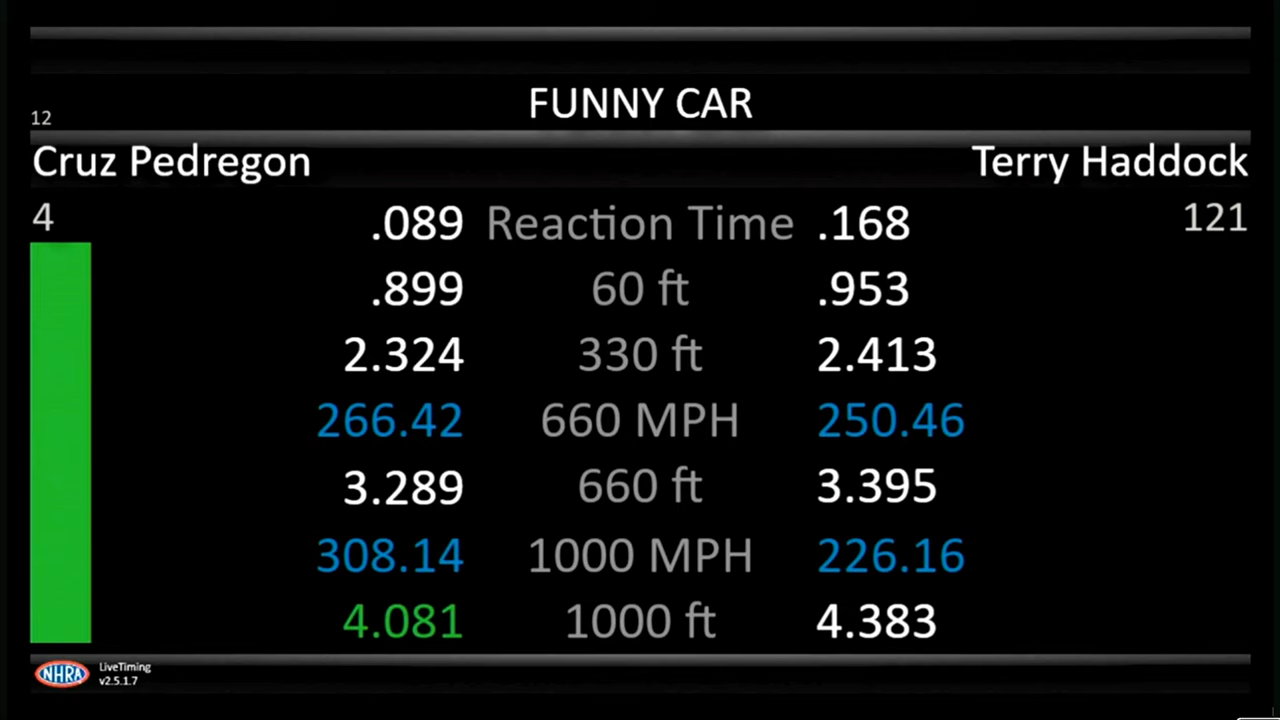 FUNNY CAR
12
Cruz Pedregon Terry Haddock
4 .089 Reaction Time .168 121
.899 60 ft .953
2.324 330 ft 2.413
266.42 660 MPH 250.46
3.289 660 ft 3.395
308.14 1000 MPH 226.16
4.081 1000 ft 4.383
NHRA LiveTiming
v2.5.1.7